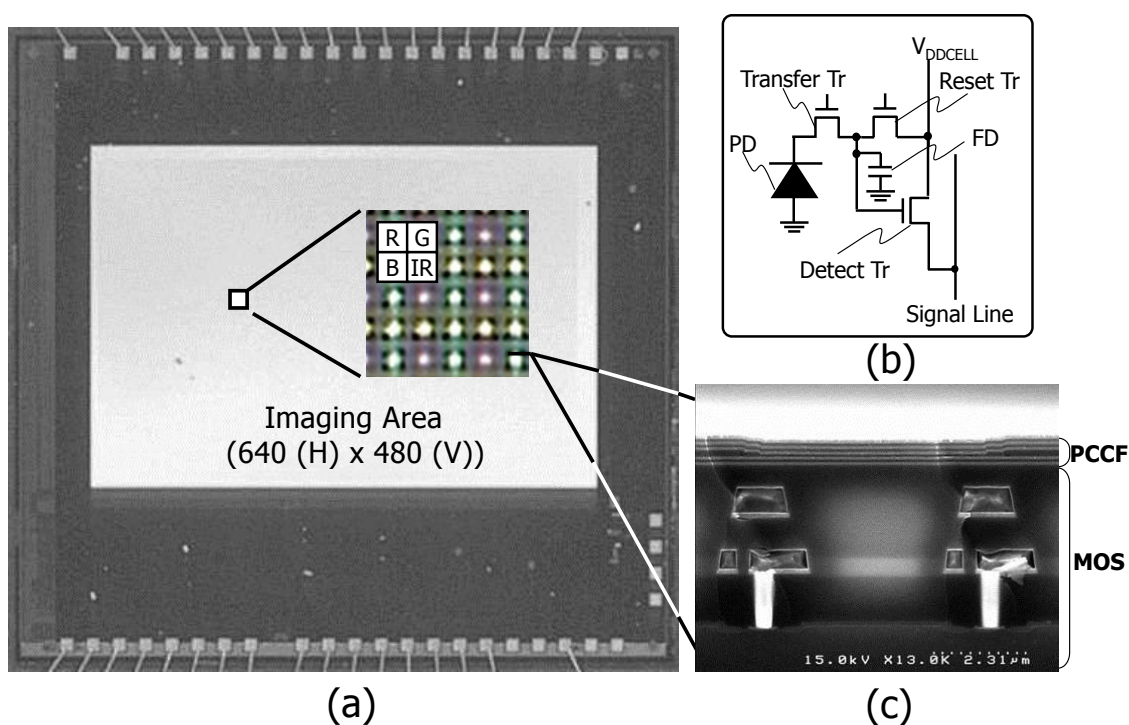 R G
B IR
Imaging Area
(640 (H) x 480 (V))
(a)
VDDCELL
Transfer Tr
Reset Tr
PD
FD
Detect Tr
Signal Line
(b)
PCCF
MOS
15.0kV X13.0K 2.31μm
(c)